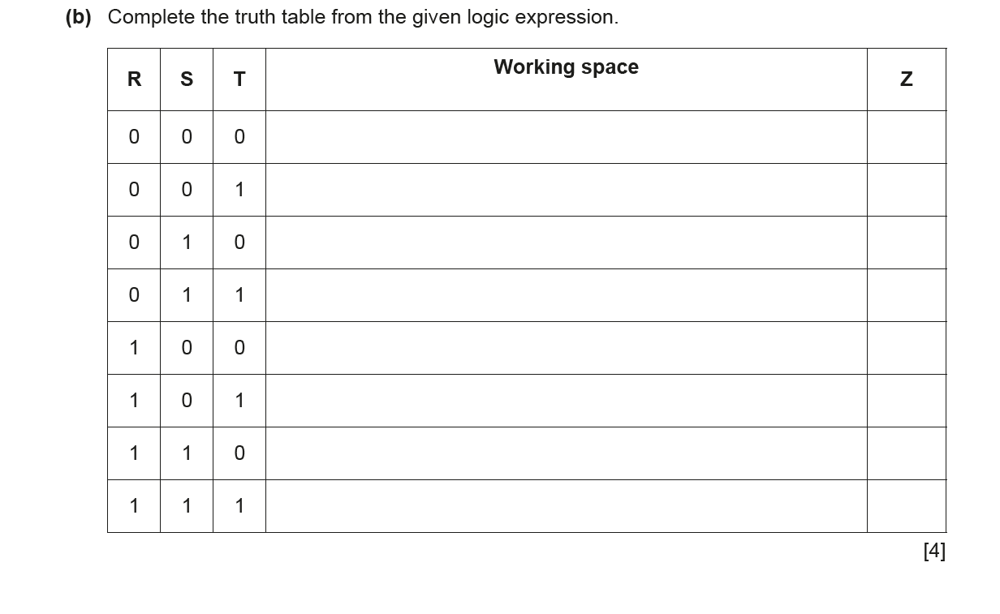 (b) Complete the truth table from the given logic expression.
R S T Working space Z
0 0 0
0 0 1
0 1 0
0 1 1
1 0 0
1 0 1
1 1 0
1 1 1
[4]